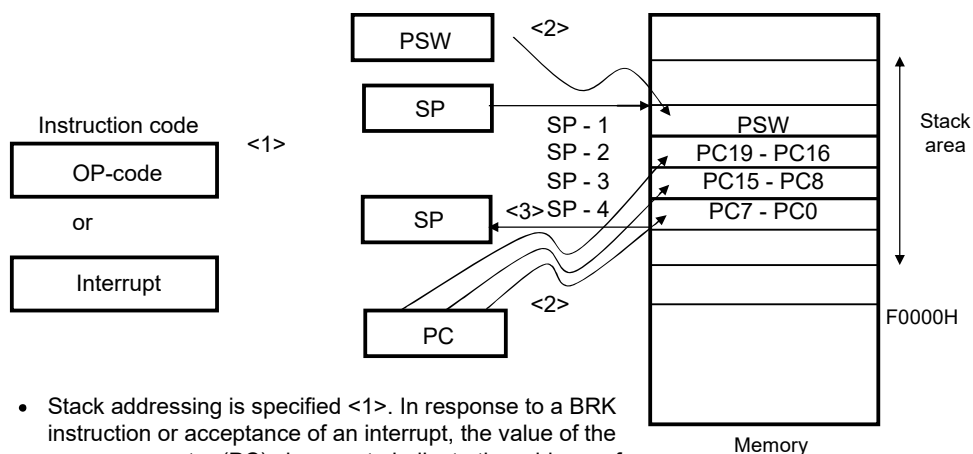 PSW
<2>
SP
Instruction code
<1>
OP-code
or
Interrupt
SP - 1
SP - 2
SP - 3
<3> SP - 4
SP
<2>
PC
PSW
PC19 - PC16
PC15 - PC8
PC7 - PC0
Stack
area
F0000H
Memory
• Stack addressing is specified <1>. In response to a BRK
instruction or acceptance of an interrupt, the value of the